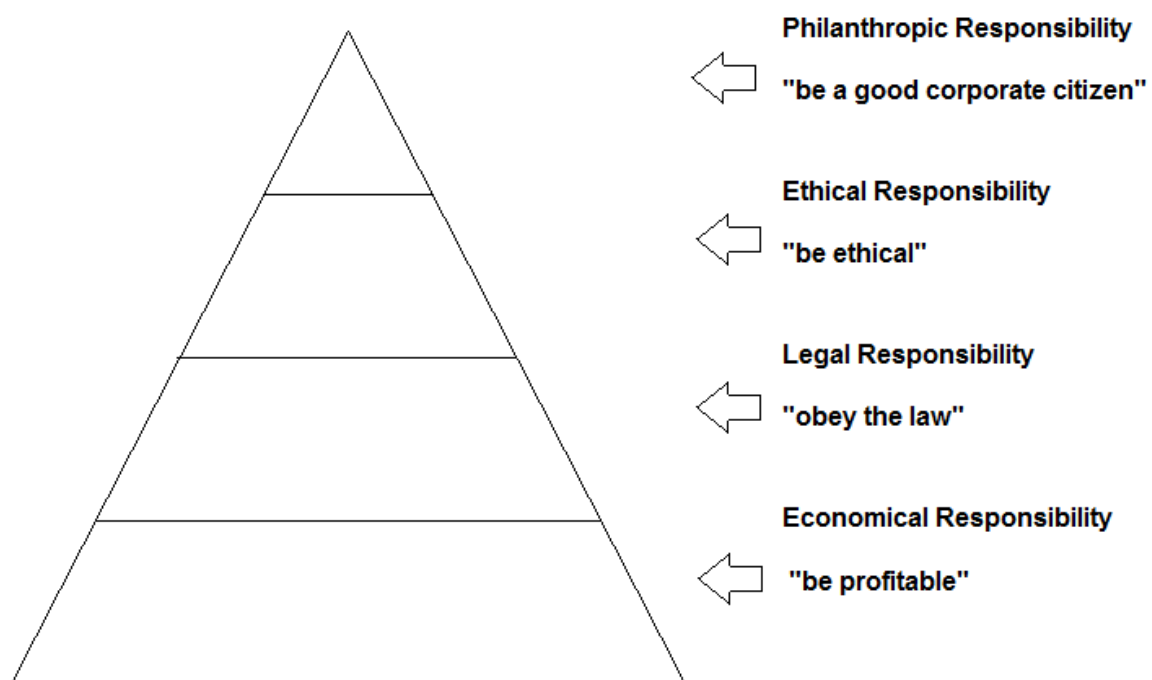 Philanthropic Responsibility
"be a good corporate citizen"
Ethical Responsibility
"be ethical"
Legal Responsibility
"obey the law"
Economical Responsibility
"be profitable"